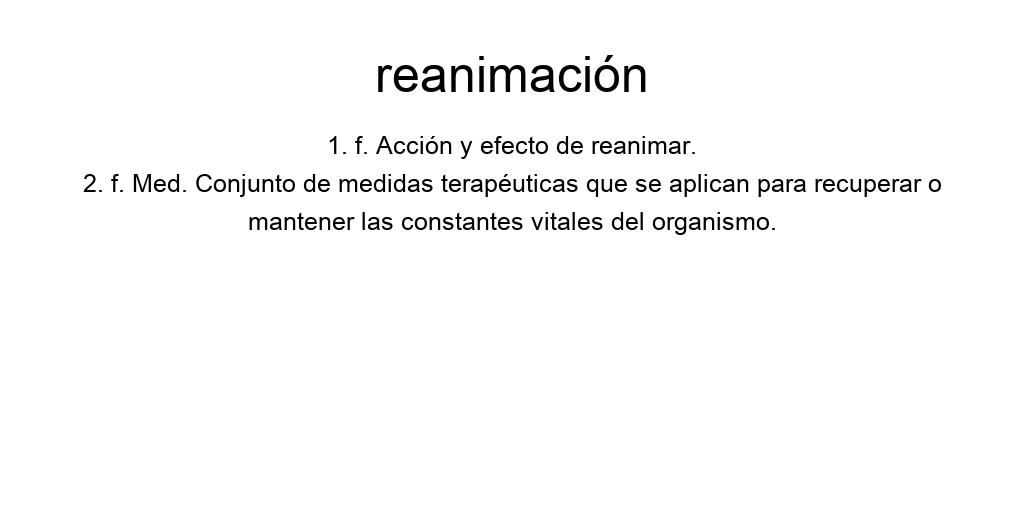 reanimación
1. f. Acción y efecto de reanimar.
2. f. Med. Conjunto de medidas terapéuticas que se aplican para recuperar o
mantener las constantes vitales del organismo.